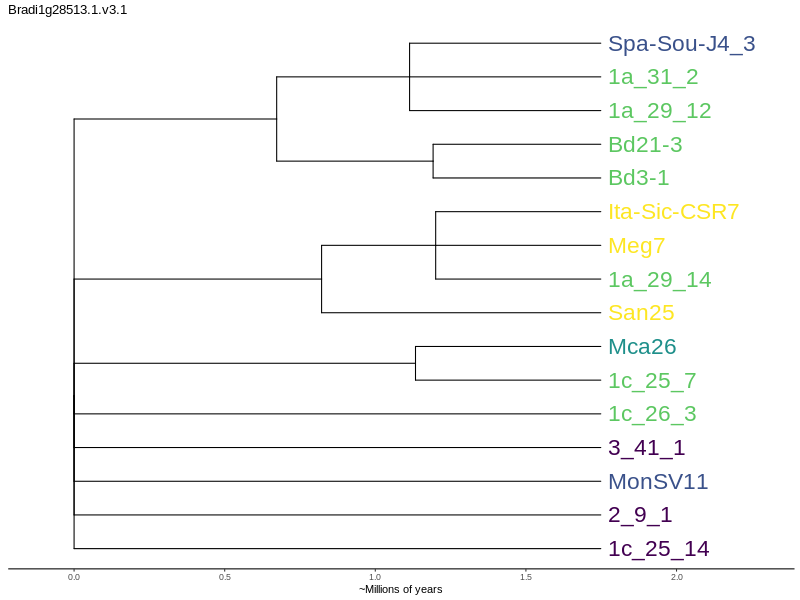 Bradi1g28513.1.v3.1
Spa-Sou-J4_3
1a_31_2
1a_29_12
Bd21-3
Bd3-1
Ita-Sic-CSR7
Meg7
1a_29_14
San25
Mca26
1c_25_7
1c_26_3
3_41_1
MonSV11
2_9_1
1c_25_14
0.0 0.5 1.0 1.5 2.0
~Millions of years